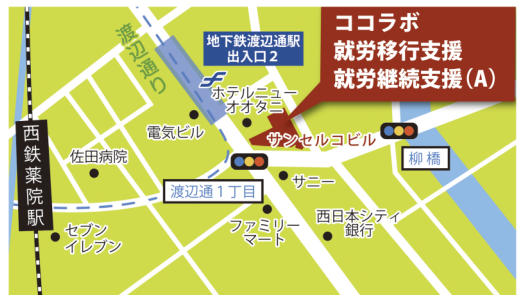 ココラボ
就労移行支援
就労継続支援(A)
地下鉄渡辺通駅
出入口2
渡辺通り
ホテルニュー
オオタニ
電気ビル
サンセルコビル
西鉄薬院駅
佐田病院
柳橋
渡辺通1丁目
サニー
セブン
イレブン
ファミリー
マート
西日本シティ
銀行